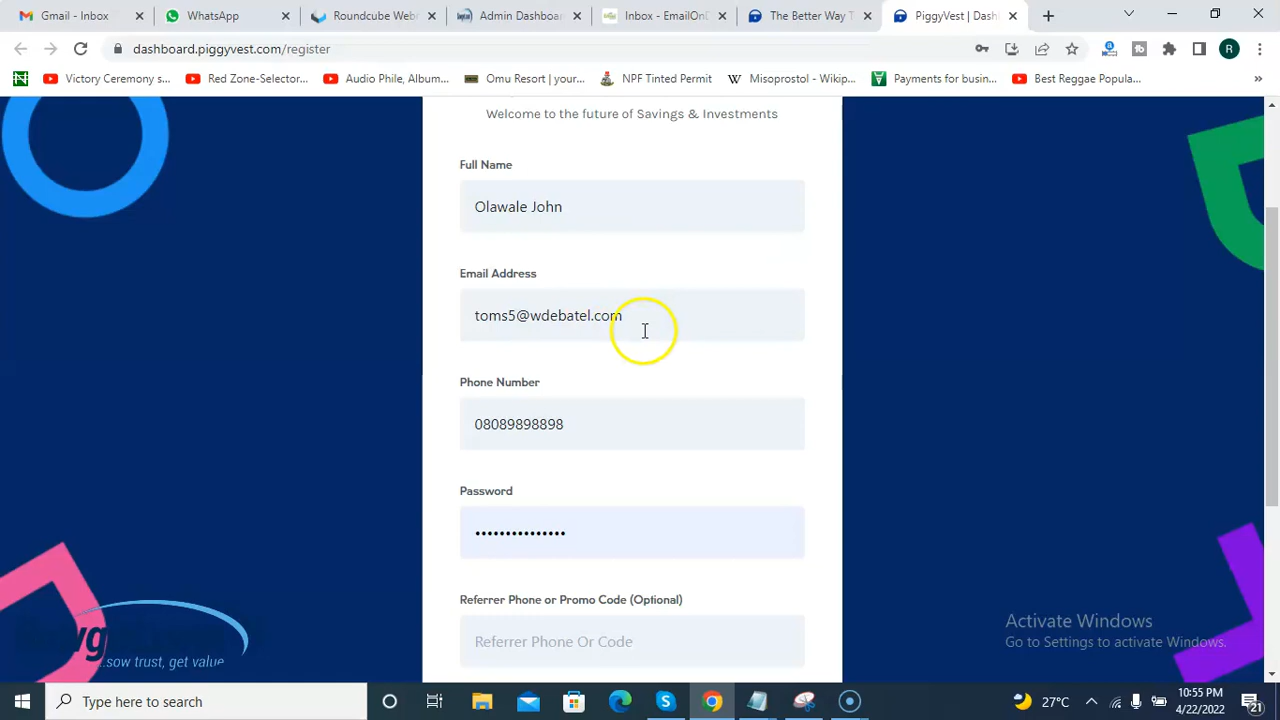 Gmail - Inbox
WhatsApp
Roundcube Web
Admin Dashboar
Inbox - EmailOnD
The Better Way T
PiggyVest | Dash
dashboard.piggyvest.com/register
R
Victory Ceremony s...
Red Zone-Selector...
Audio Phile, Album...
Omu Resort | your...
NPF Tinted Permit
Misoprostol - Wikip...
Payments for busin...
Best Reggae Popula...
»
Welcome to the future of Savings & Investments
Full Name
Olawale John
Email Address
toms5@wdebatel.com
Phone Number
08089898898
Password
•••••••••••••••
Referrer Phone or Promo Code (Optional)
Referrer Phone Or Code
Activate Windows
Go to Settings to activate Windows.
...sow trust, get value
Type here to search
27°C
10:55 PM
4/22/2022
21